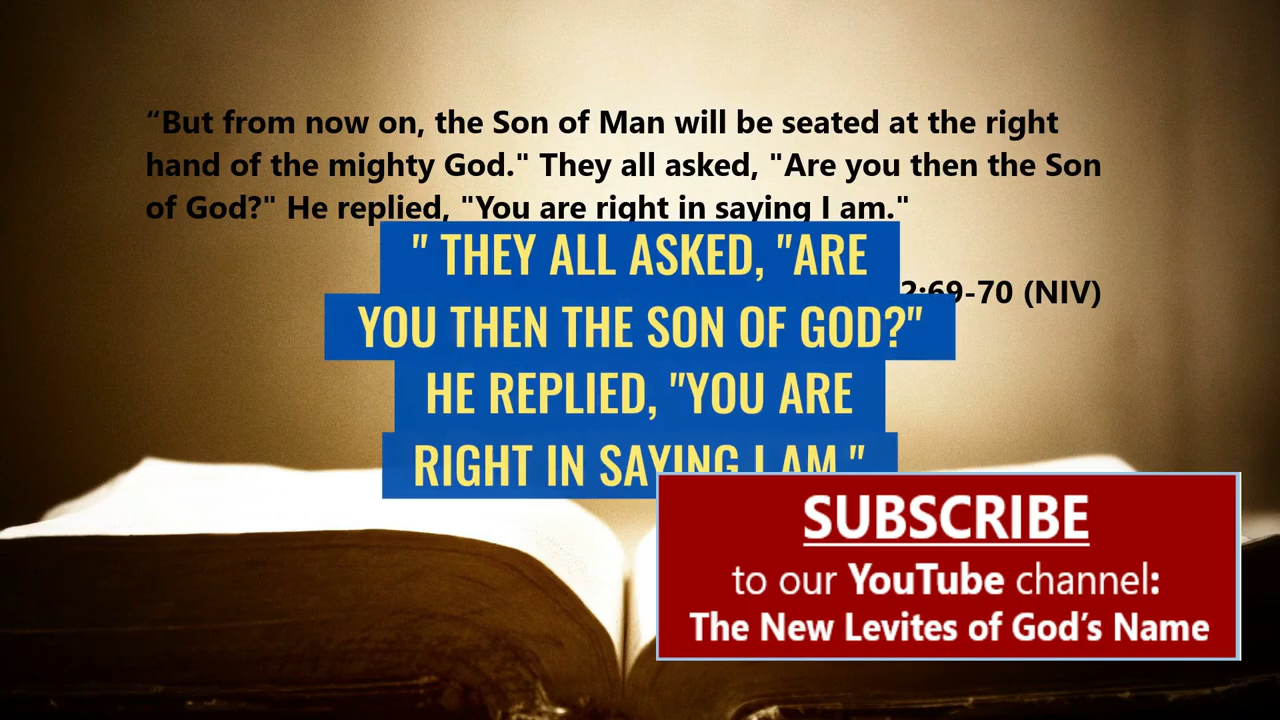 “But from now on, the Son of Man will be seated at the right
hand of the mighty God." They all asked, "Are you then the Son
of God?" He replied, "You are right in saying I am."
2:69-70 (NIV)
" THEY ALL ASKED, "ARE
YOU THEN THE SON OF GOD?"
HE REPLIED, "YOU ARE
RIGHT IN SAYING I AM."
SUBSCRIBE
to our YouTube channel:
The New Levites of God’s Name